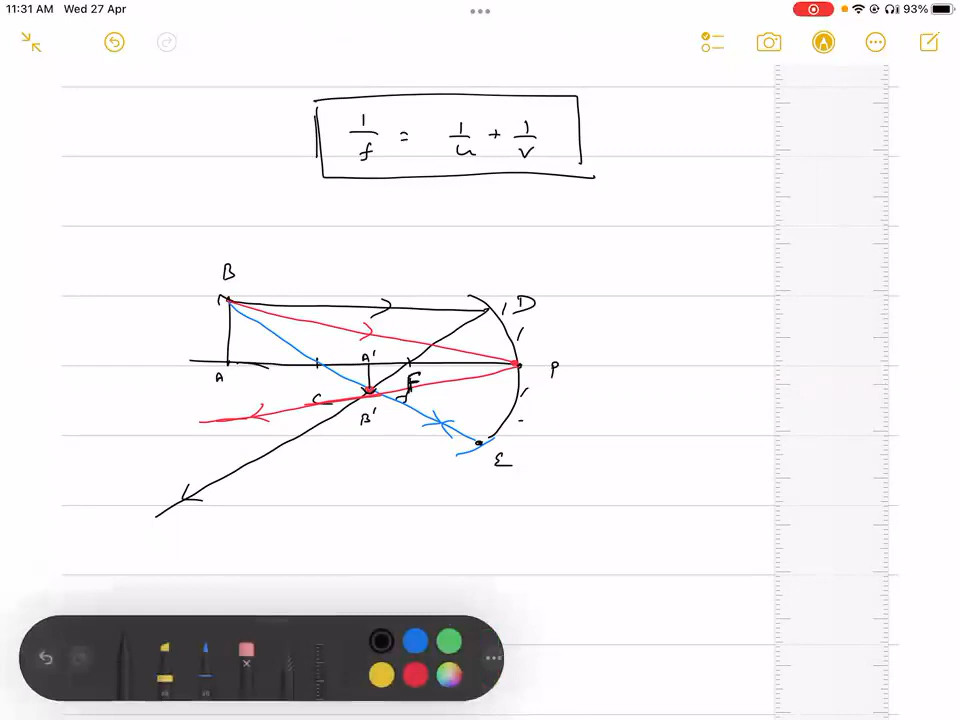 11:31 AM Wed 27 Apr
93%
1/f = 1/u + 1/v
B
D
A' F P
A
C
B'
E